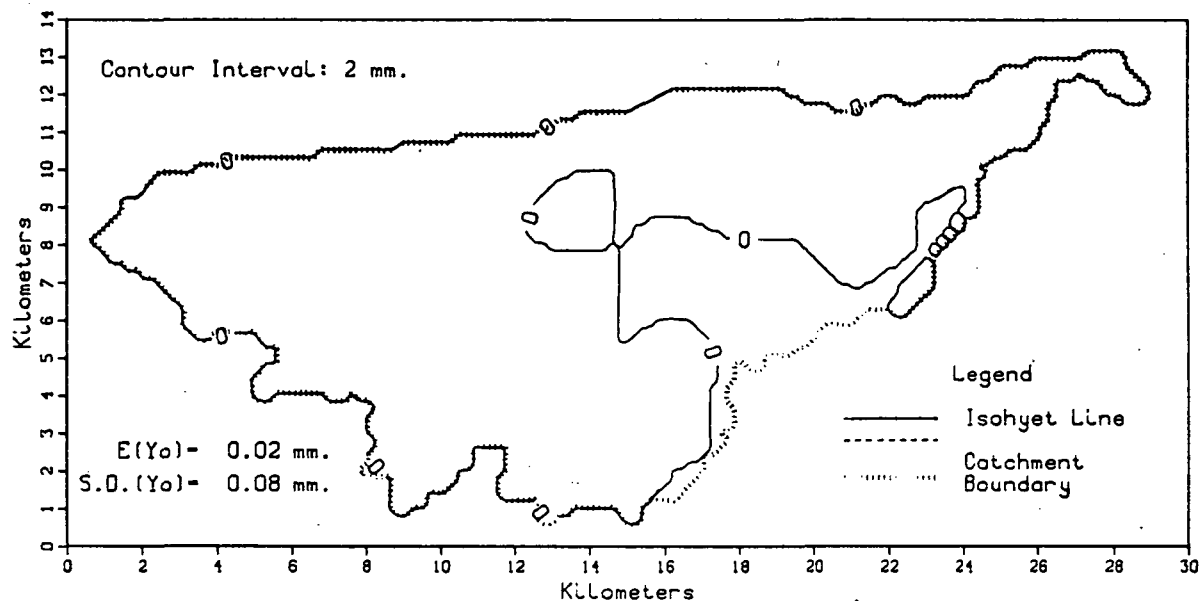 Contour Interval: 2 mm.
0
0
0
0
0
0
0
0
0
0
E(Yo)= 0.02 mm.
S.D.(Yo)= 0.08 mm.
Legend
Isohyet Line
Catchment
Boundary
Kilometers
14
13
12
11
10
9
8
7
6
5
4
3
2
1
0
0 2 4 6 8 10 12 14 16 18 20 22 24 26 28 30
Kilometers